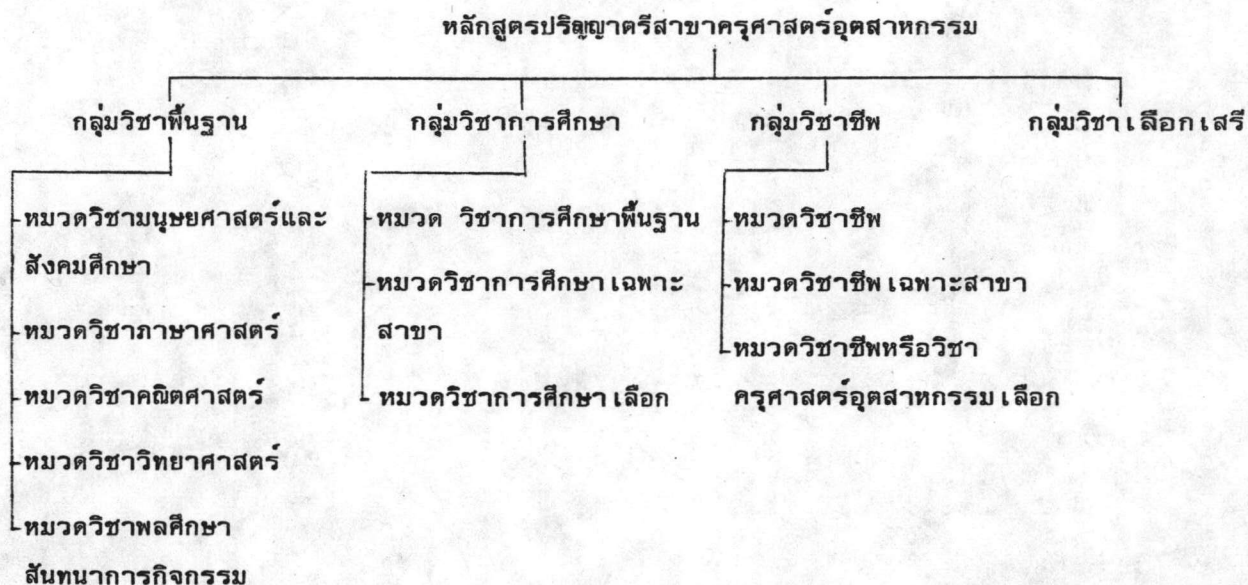 หลักสูตรปริญญาตรีสาขาครุศาสตร์อุตสาหกรรม
กลุ่มวิชาพื้นฐาน
กลุ่มวิชาการศึกษา
กลุ่มวิชาชีพ
กลุ่มวิชาเลือกเสรี
-หมวดวิชามนุษยศาสตร์และ
สังคมศึกษา
-หมวดวิชาภาษาศาสตร์
-หมวดวิชาคณิตศาสตร์
-หมวดวิชาวิทยาศาสตร์
-หมวดวิชาพลศึกษา
สันทนาการกิจกรรม
-หมวด วิชาการศึกษาพื้นฐาน
-หมวดวิชาการศึกษาเฉพาะ
สาขา
- หมวดวิชาการศึกษาเลือก
-หมวดวิชาชีพ
-หมวดวิชาชีพเฉพาะสาขา
-หมวดวิชาชีพหรือวิชา
ครุศาสตร์อุตสาหกรรมเลือก